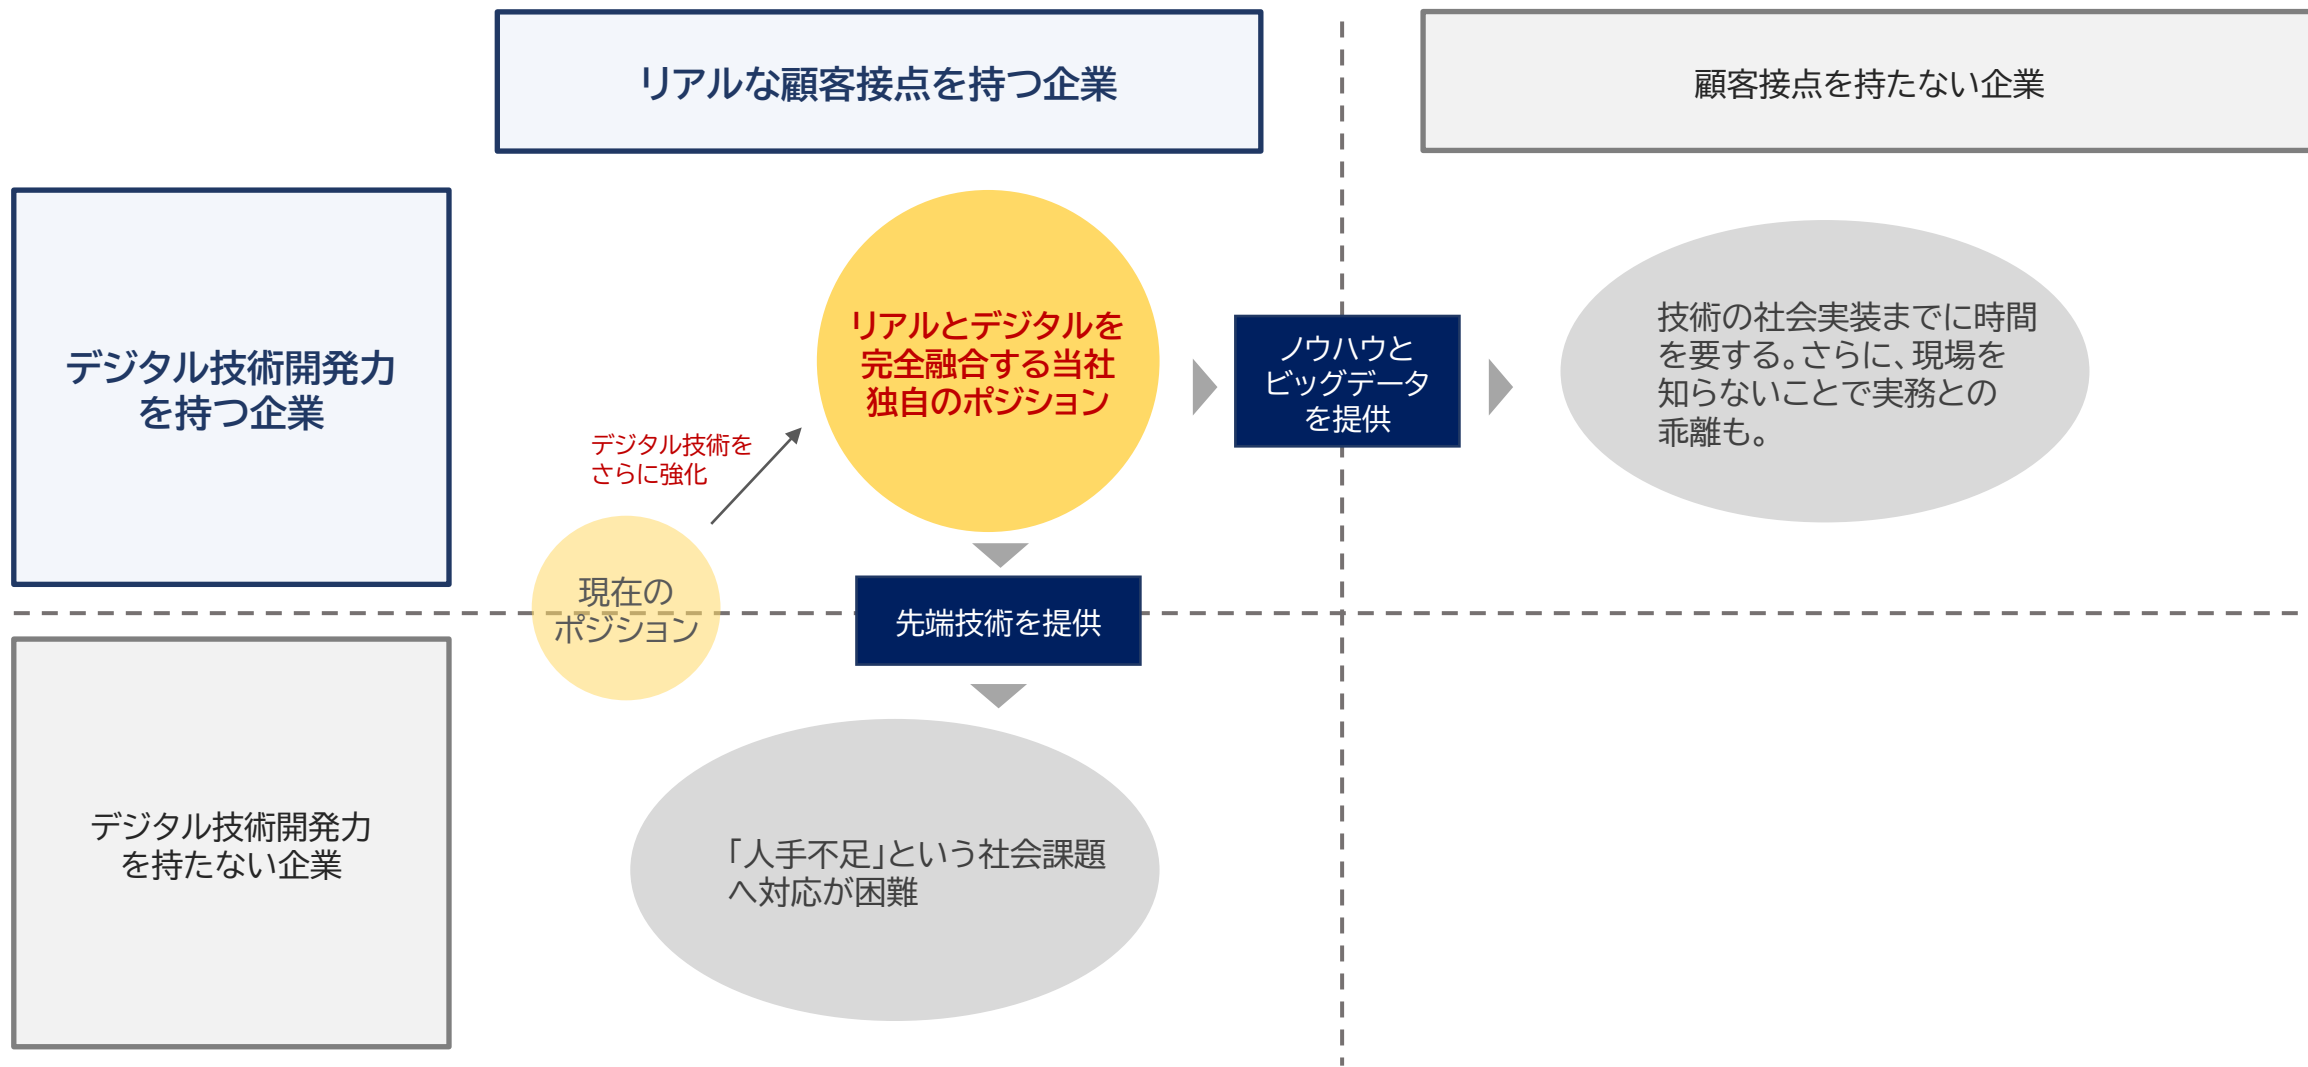 リアルな顧客接点を持つ企業
顧客接点を持たない企業
デジタル技術開発力
を持つ企業
リアルとデジタルを
完全融合する当社
独自のポジション
ノウハウと
ビッグデータ
を提供
技術の社会実装までに時間
を要する。さらに、現場を
知らないことで実務との
乖離も。
デジタル技術を
さらに強化
現在の
ポジション
先端技術を提供
デジタル技術開発力
を持たない企業
「人手不足」という社会課題
へ対応が困難